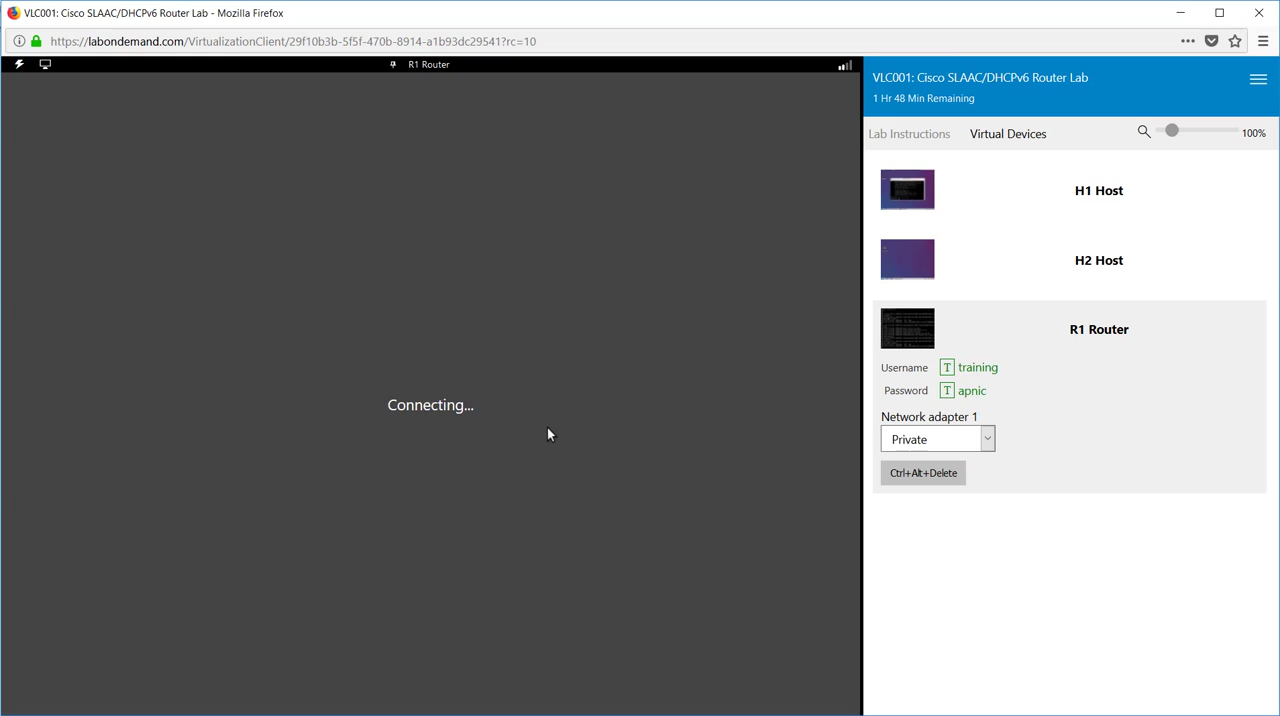 VLC001: Cisco SLAAC/DHCPv6 Router Lab - Mozilla Firefox
https://labondemand.com/VirtualizationClient/29f10b3b-5f5f-470b-8914-a1b93dc29541?rc=10
R1 Router
VLC001: Cisco SLAAC/DHCPv6 Router Lab
1 Hr 48 Min Remaining
Lab Instructions
Virtual Devices
100%
H1 Host
H2 Host
R1 Router
Username T training
Password T apnic
Network adapter 1
Private
Ctrl+Alt+Delete
Connecting...